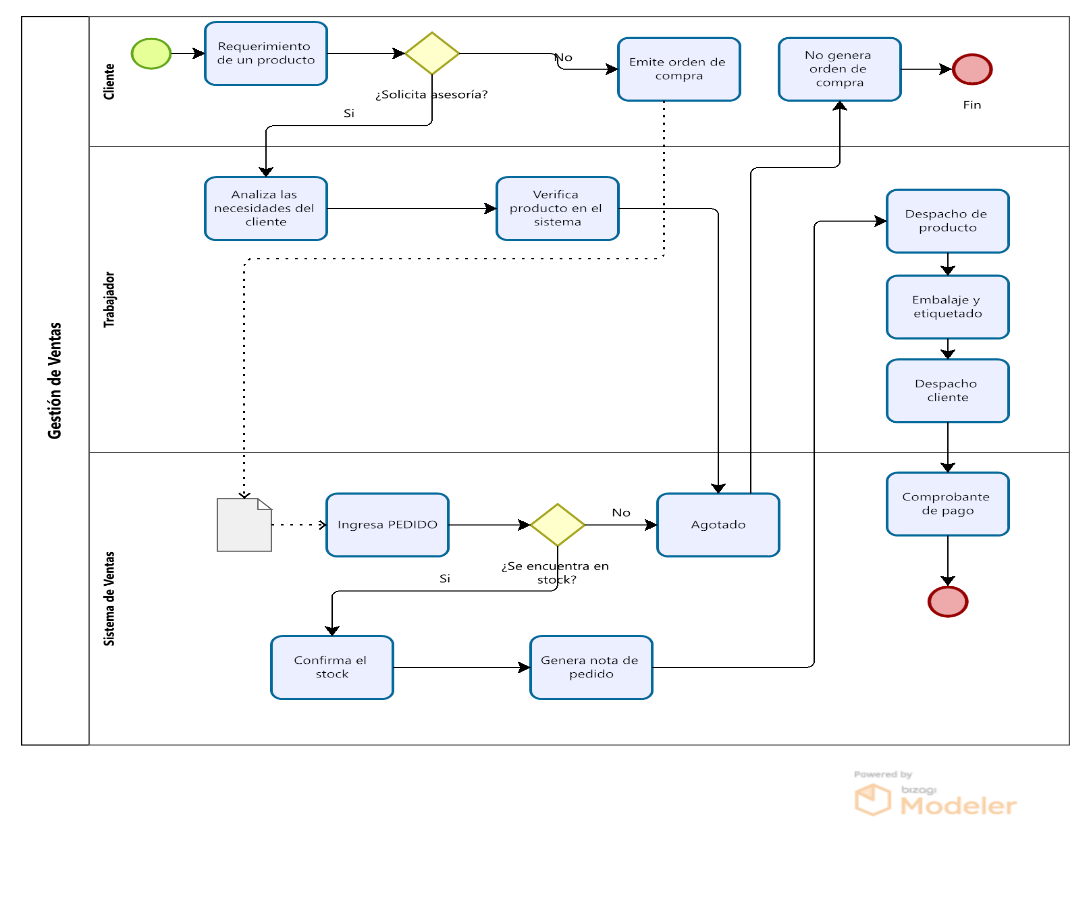 Gestión de Ventas
Cliente
Requerimiento
de un producto
¿Solicita asesoría?
No
Si
Emite orden de
compra
No genera
orden de
compra
Fin
Trabajador
Analiza las
necesidades del
cliente
Verifica
producto en el
sistema
Despacho de
producto
Embalaje y
etiquetado
Despacho
cliente
Sistema de Ventas
Ingresa PEDIDO
¿Se encuentra en
stock?
No
Si
Agotado
Comprobante
de pago
Confirma el
stock
Genera nota de
pedido
Powered by
bizagi
Modeler